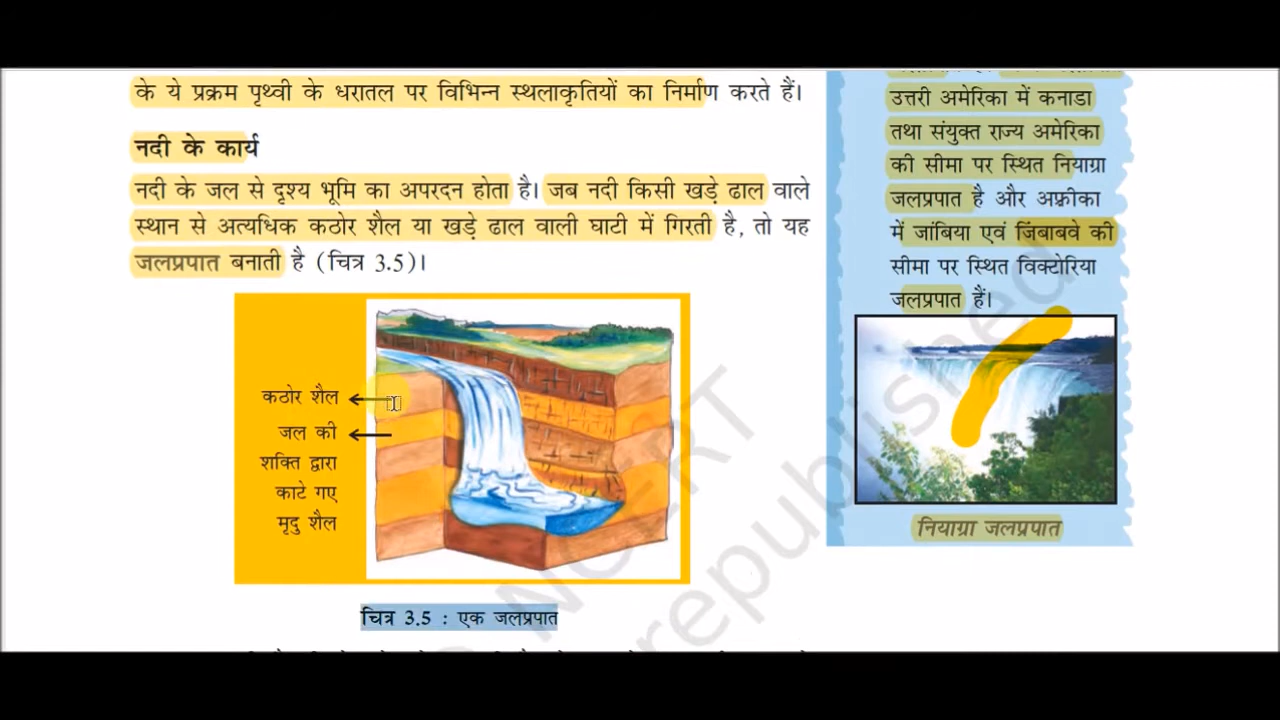 के ये प्रक्रम पृथ्वी के धरातल पर विभिन्न स्थलाकृतियों का निर्माण करते हैं।
नदी के कार्य
नदी के जल से दृश्य भूमि का अपरदन होता है। जब नदी किसी खड़े ढाल वाले
स्थान से अत्यधिक कठोर शैल या खड़े ढाल वाली घाटी में गिरती है, तो यह
जलप्रपात बनाती है (चित्र 3.5)।
कठोर शैल
जल की
शक्ति द्वारा
काटे गए
मृदु शैल
चित्र 3.5 : एक जलप्रपात
उत्तरी अमेरिका में कनाडा
तथा संयुक्त राज्य अमेरिका
की सीमा पर स्थित नियाग्रा
जलप्रपात है और अफ़्रीका
में जांबिया एवं जिंबाबवे की
सीमा पर स्थित विक्टोरिया
जलप्रपात हैं।
नियाग्रा जलप्रपात
NCERT
republished